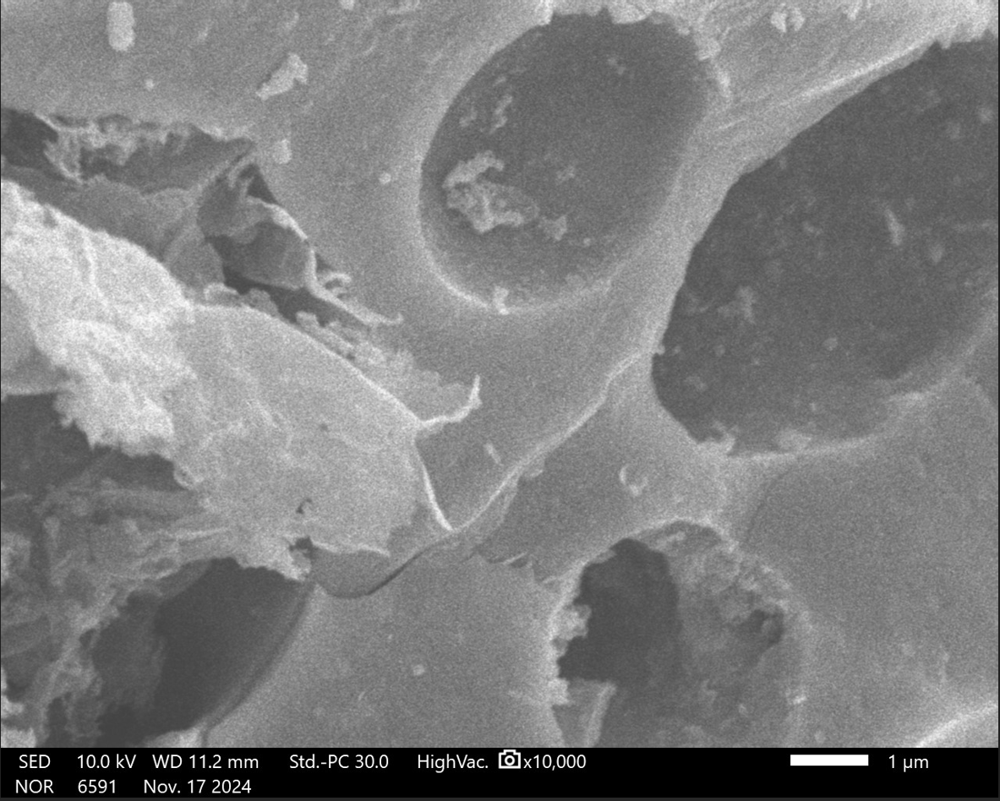 SED 10.0 kV WD 11.2 mm Std.-PC 30.0 HighVac. x10,000 1 µm
NOR 6591 Nov. 17 2024